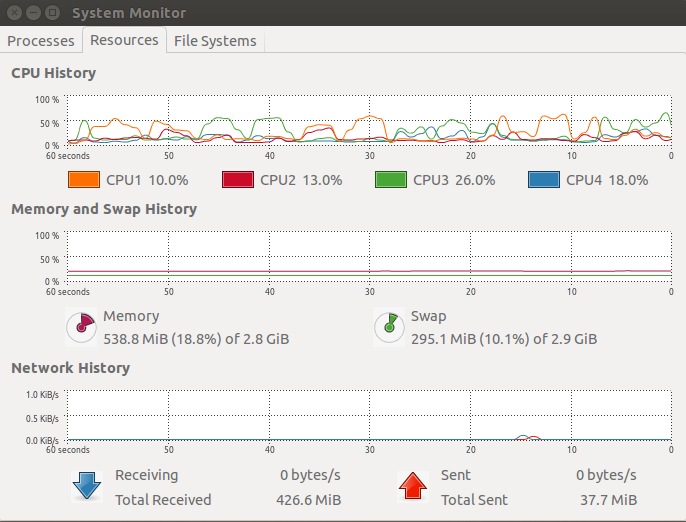 System Monitor
Processes Resources File Systems
CPU History
100 %
50 %
0 %
60 seconds 50 40 30 20 10 0
CPU1 10.0% CPU2 13.0% CPU3 26.0% CPU4 18.0%
Memory and Swap History
100 %
50 %
0 %
60 seconds 50 40 30 20 10 0
Memory Swap
538.8 MiB (18.8%) of 2.8 GiB 295.1 MiB (10.1%) of 2.9 GiB
Network History
1.0 KiB/s
0.5 KiB/s
0.0 KiB/s
60 seconds 50 40 30 20 10 0
Receiving 0 bytes/s Sent 0 bytes/s
Total Received 426.6 MiB Total Sent 37.7 MiB